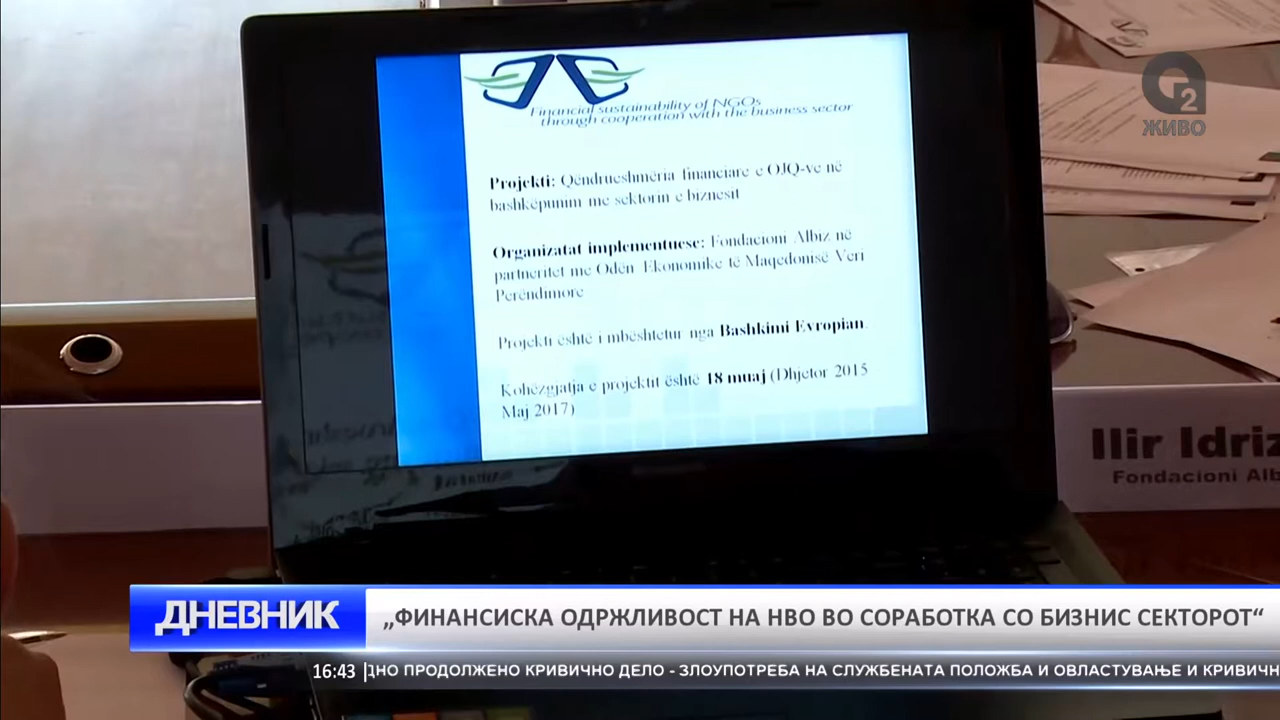 Financial sustainability of NGOs
through cooperation with the business sector
Projekti: Qëndrueshmëria financiare e OJQ-ve në
bashkëpunim me sektorin e biznesit
Organizatat implementuese: Fondacioni Albiz në
partneritet me Odën Ekonomike të Maqedonisë Veri
Perëndimore
Projekti është i mbështetur nga Bashkimi Evropian.
Kohëzgjatja e projektit është 18 muaj (Dhjetor 2015
Maj 2017)
2
ЖИВО
Ilir Idriz
Fondacioni Alb
ДНЕВНИК
„ФИНАНСИСКА ОДРЖЛИВОСТ НА НВО ВО СОРАБОТКА СО БИЗНИС СЕКТОРОТ“
16:43
ДНО ПРОДОЛЖЕНО КРИВИЧНО ДЕЛО - ЗЛОУПОТРЕБА НА СЛУЖБЕНАТА ПОЛОЖБА И ОВЛАСТУВАЊЕ И КРИВИЧН